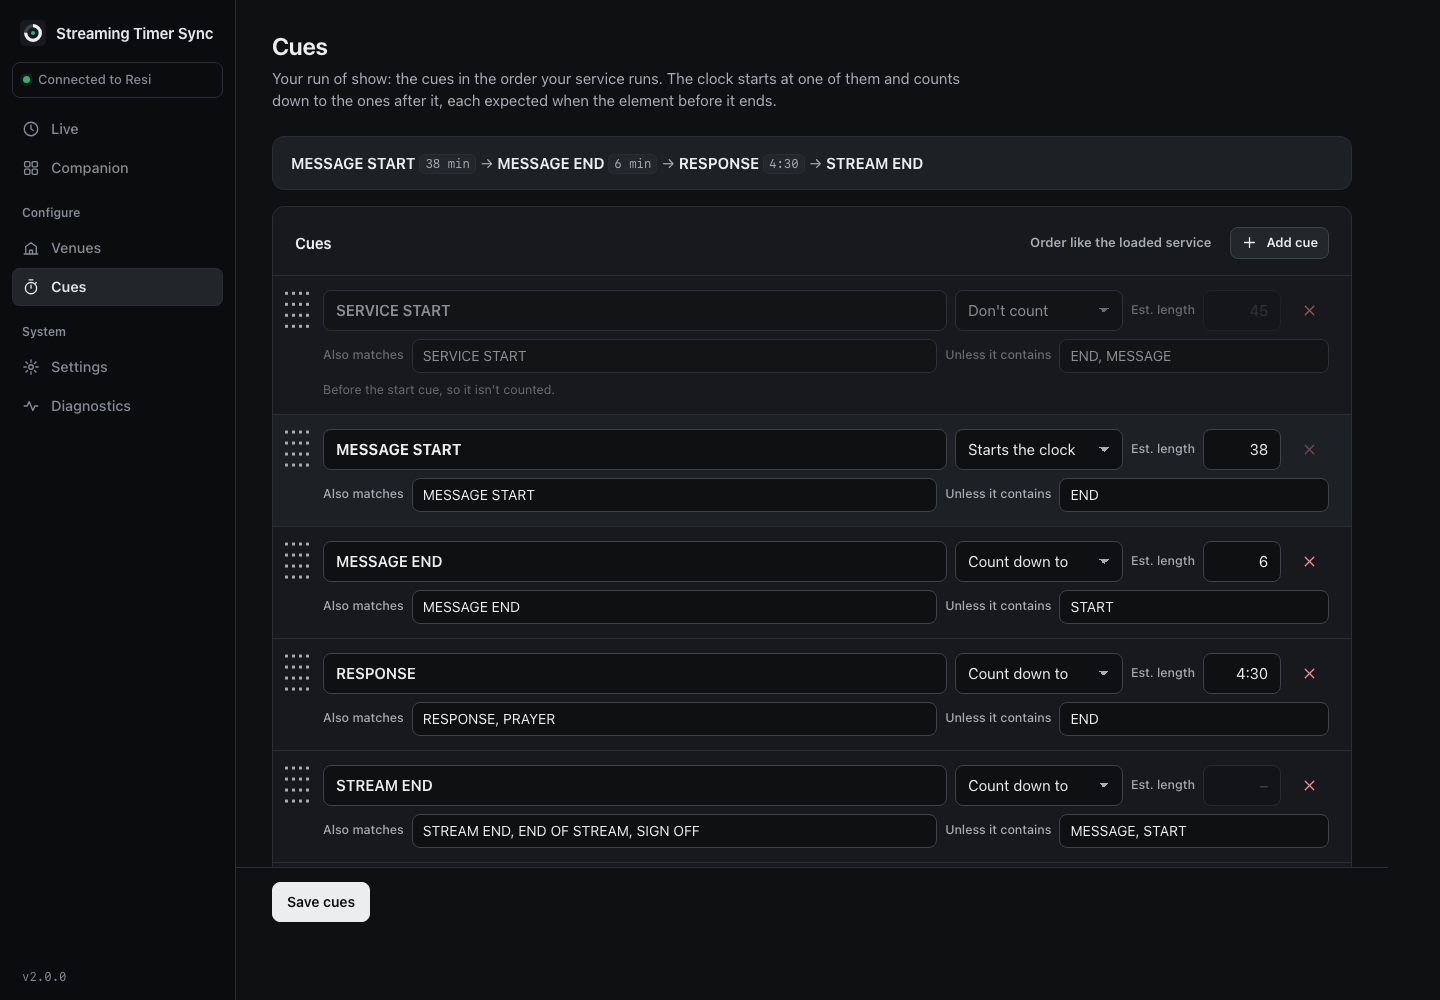 Streaming Timer Sync
Connected to Resi
Live
Companion
Configure
Venues
Cues
System
Settings
Diagnostics
v2.0.0
Cues
Your run of show: the cues in the order your service runs. The clock starts at one of them and counts
down to the ones after it, each expected when the element before it ends.
MESSAGE START 38 min → MESSAGE END 6 min → RESPONSE 4:30 → STREAM END
Cues Order like the loaded service + Add cue
SERVICE START Don't count Est. length 45 ×
Also matches SERVICE START Unless it contains END, MESSAGE
Before the start cue, so it isn't counted.
MESSAGE START Starts the clock Est. length 38 ×
Also matches MESSAGE START Unless it contains END
MESSAGE END Count down to Est. length 6 ×
Also matches MESSAGE END Unless it contains START
RESPONSE Count down to Est. length 4:30 ×
Also matches RESPONSE, PRAYER Unless it contains END
STREAM END Count down to Est. length – ×
Also matches STREAM END, END OF STREAM, SIGN OFF Unless it contains MESSAGE, START
Save cues